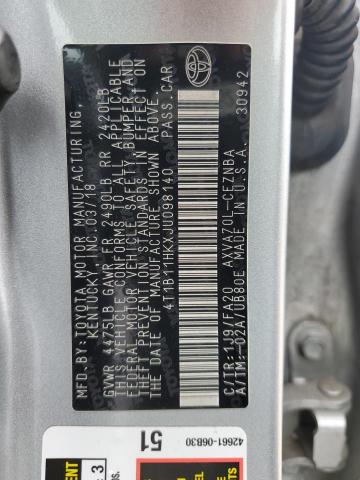 MFD.BY:TOYOTA MOTOR MANUFACTURING,
KENTUCKY, INC.03/18
GVWR 4475LB GAWR FR 2490LB RR 2420LB
THIS VEHICLE CONFORMS TO ALL APPLICABLE
FEDERAL MOTOR VEHICLE SAFETY, BUMPER, AND
THEFT PREVENTION STANDARDS IN EFFECT ON
THE DATE OF MANUFACTURE SHOWN ABOVE.
4T1B11HKXJU098140 PASS.CAR
C/TR:1J9/FA20 AXVA70L-CEZNBA
A/TM:-02A/UB80E MADE IN U.S.A. 30942
42661-06B30
51